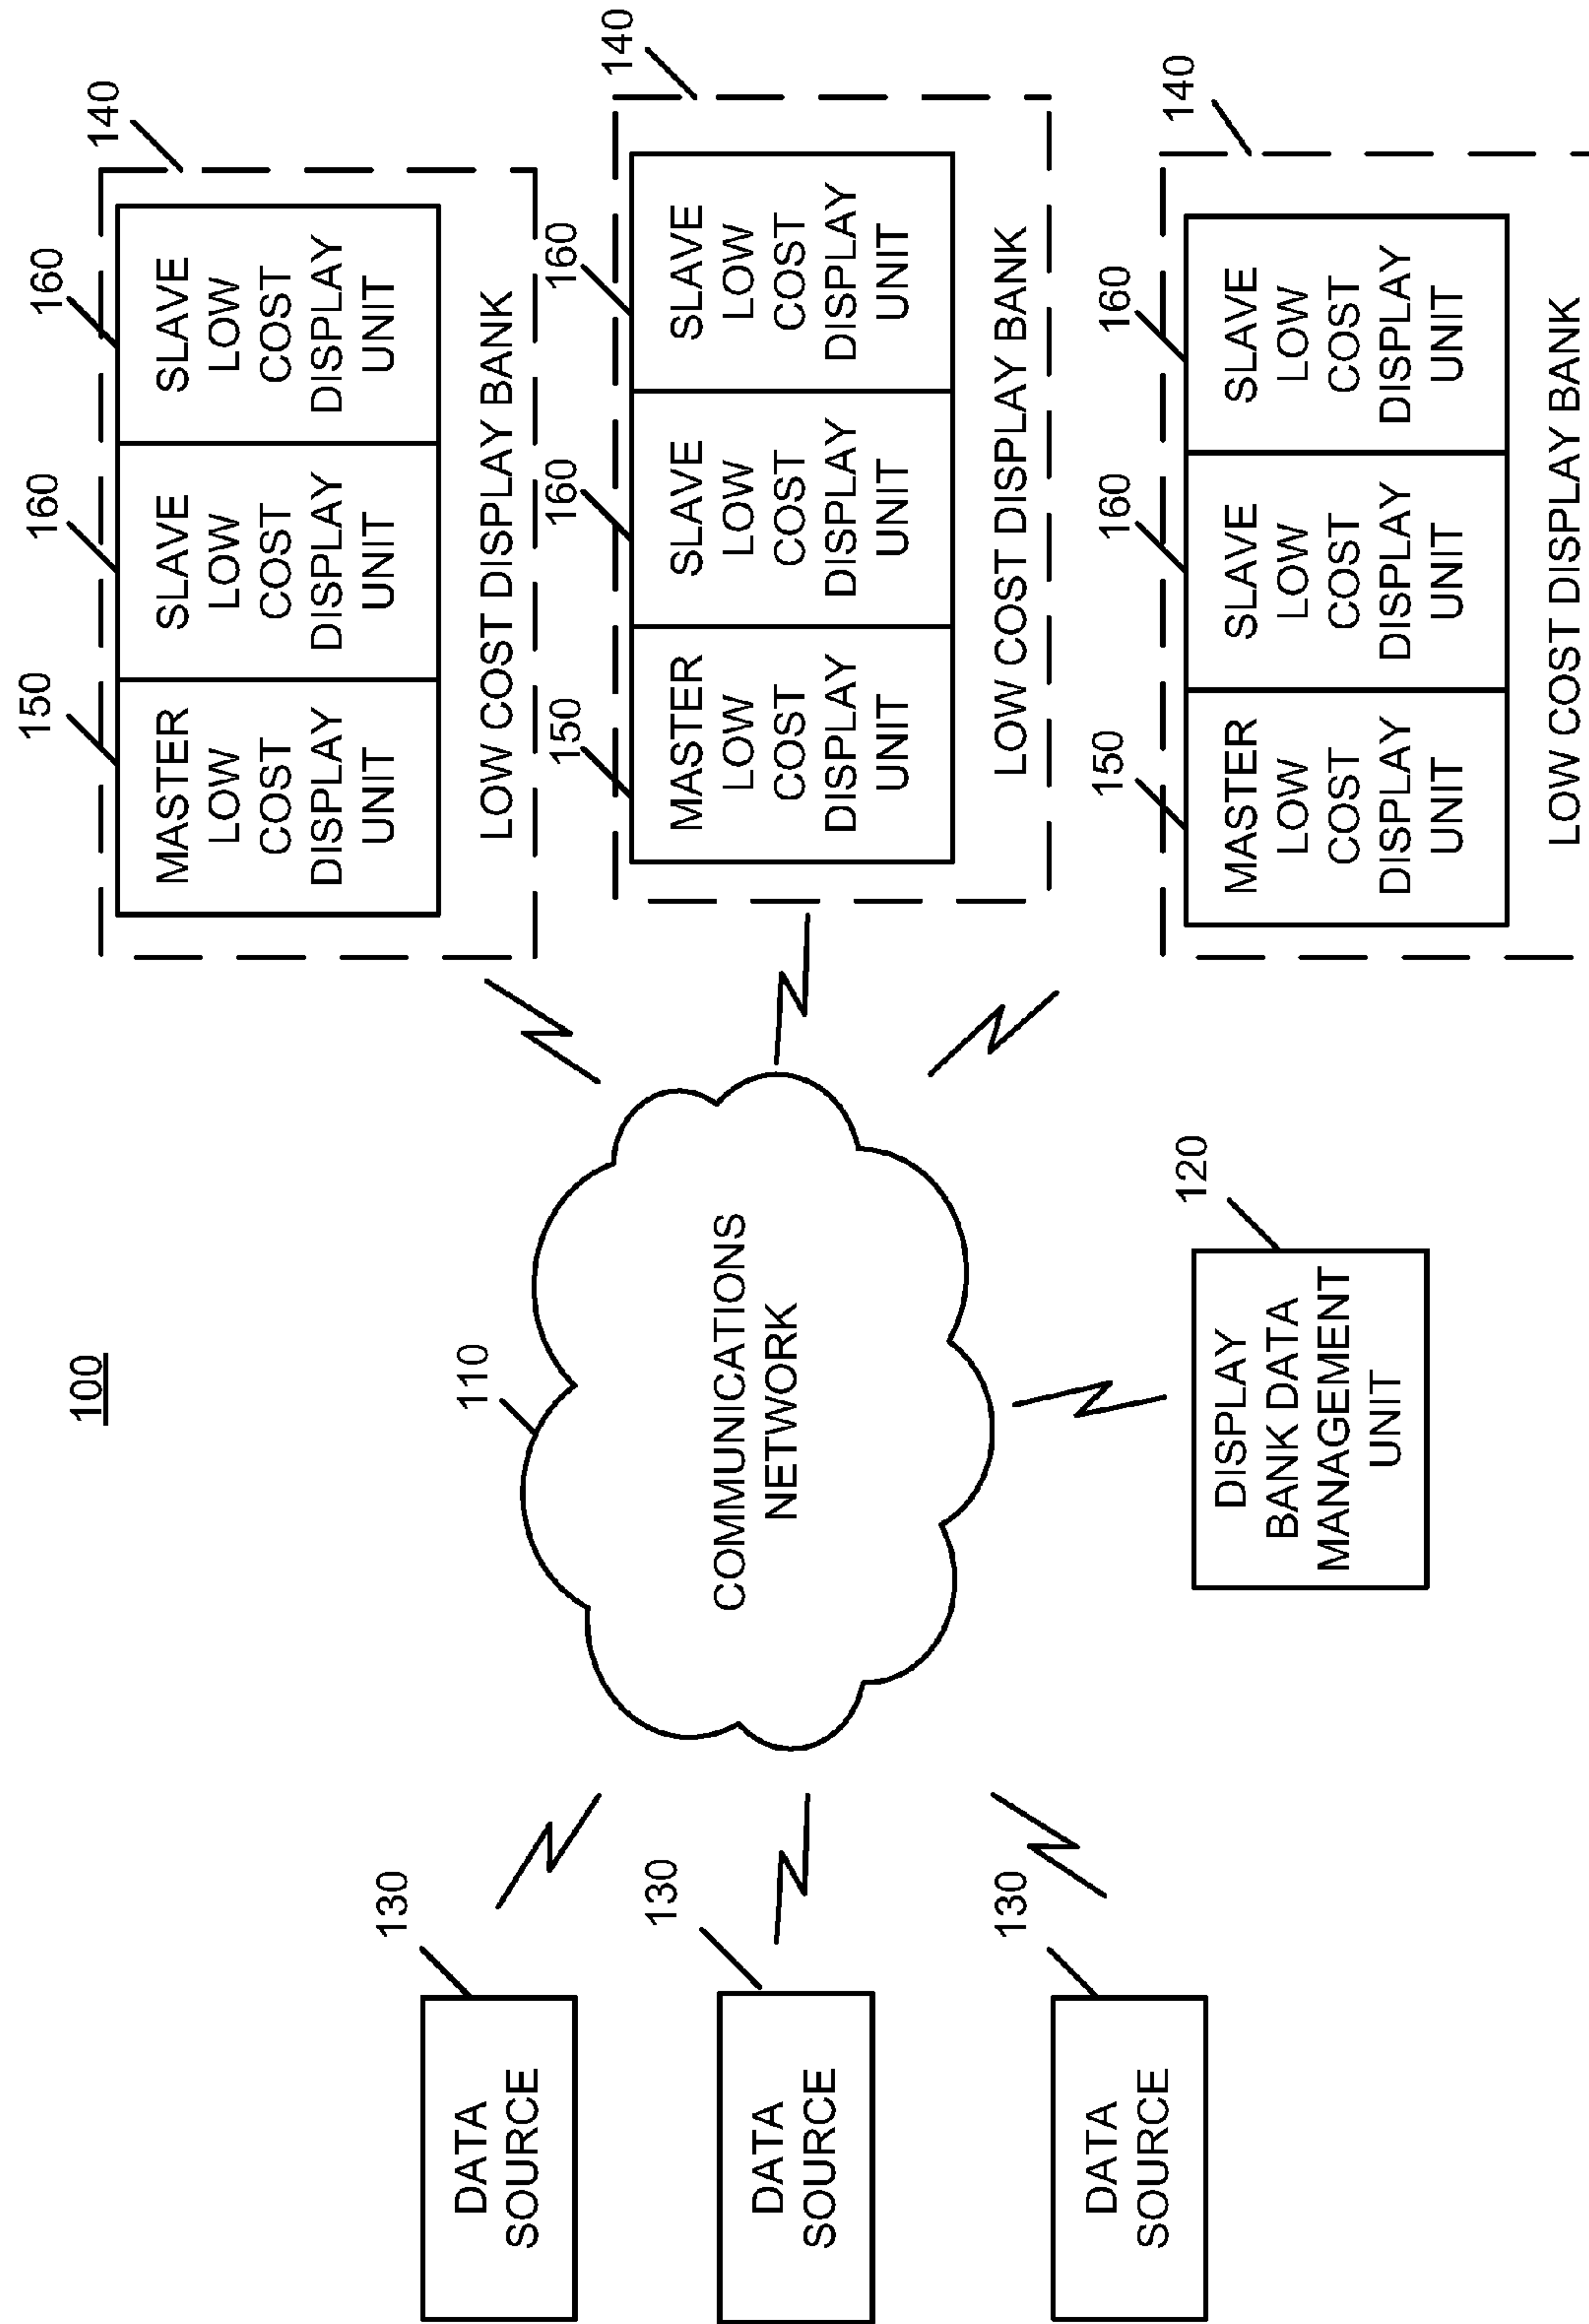 100
140
160
160
150
MASTER
LOW
COST
DISPLAY
UNIT
SLAVE
LOW
COST
DISPLAY
UNIT
SLAVE
LOW
COST
DISPLAY
UNIT
LOW COST DISPLAY BANK
140
160
160
150
MASTER
LOW
COST
DISPLAY
UNIT
SLAVE
LOW
COST
DISPLAY
UNIT
SLAVE
LOW
COST
DISPLAY
UNIT
LOW COST DISPLAY BANK
140
160
160
150
MASTER
LOW
COST
DISPLAY
UNIT
SLAVE
LOW
COST
DISPLAY
UNIT
SLAVE
LOW
COST
DISPLAY
UNIT
LOW COST DISPLAY BANK
110
COMMUNICATIONS
NETWORK
120
DISPLAY
BANK DATA
MANAGEMENT
UNIT
130
DATA
SOURCE
130
DATA
SOURCE
130
DATA
SOURCE